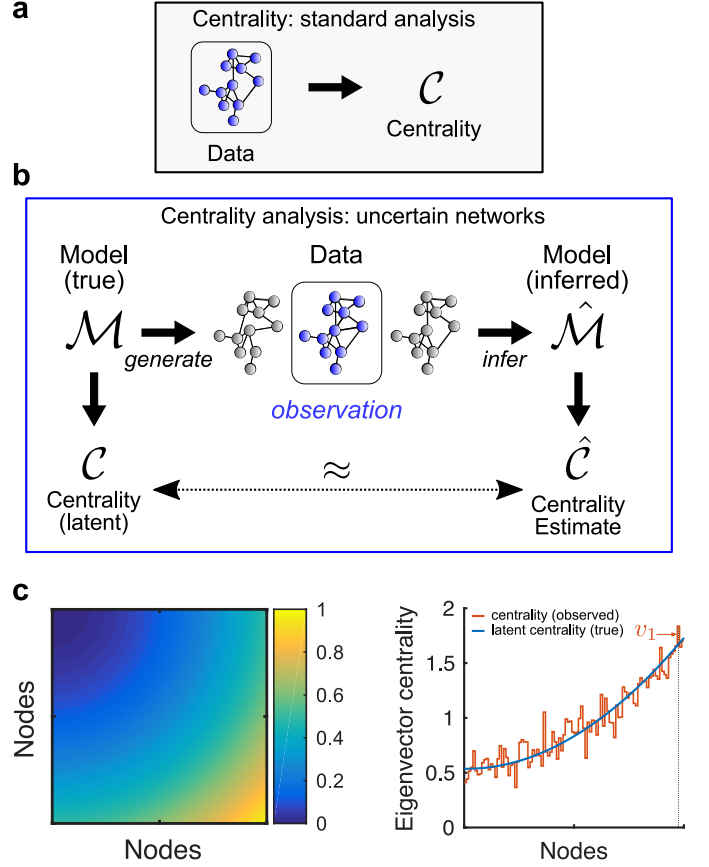 a
Centrality: standard analysis
𝒞
Data
Centrality
b
Centrality analysis: uncertain networks
Model
(true)
Data
Model
(inferred)
ℳ
generate
infer
ℳ̂
observation
𝒞
≈
𝒞̂
Centrality
(latent)
Centrality
Estimate
c
Nodes
Nodes
1
0.8
0.6
0.4
0.2
0
Eigenvector centrality
2
1.5
1
0.5
0
centrality (observed)
latent centrality (true)
v₁
Nodes